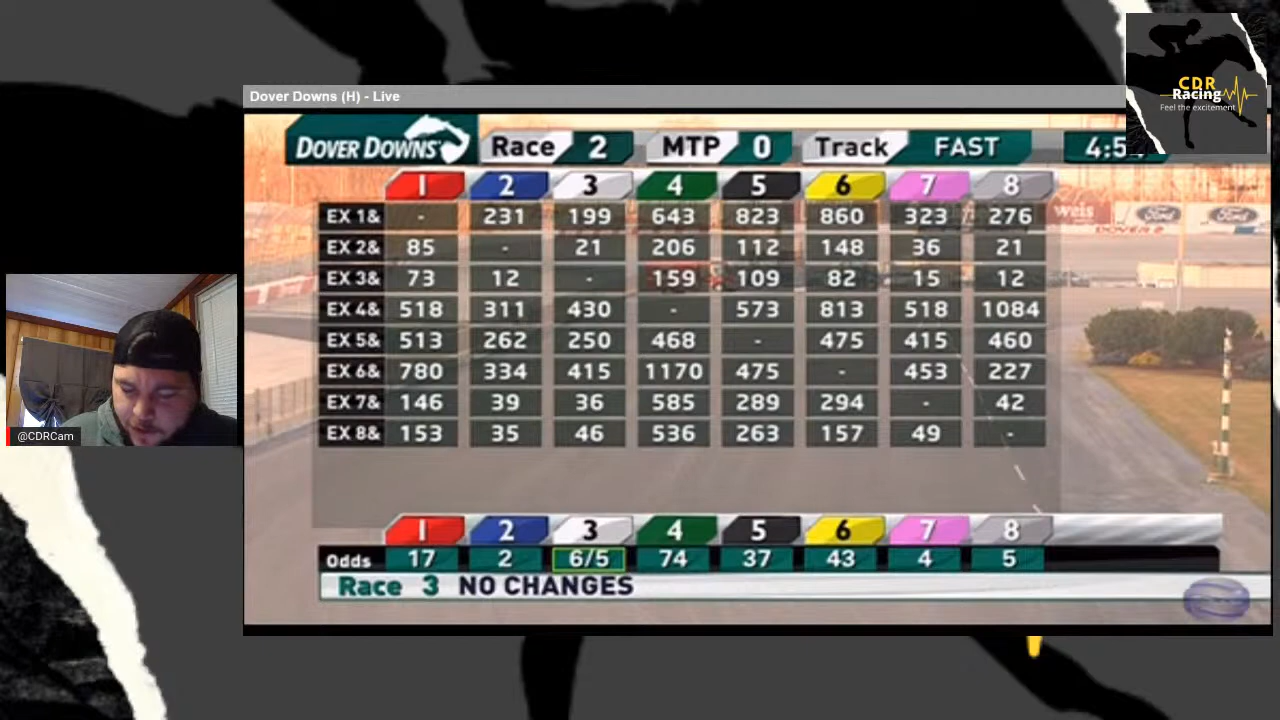 CDR
Racing
Feel the excitement
Dover Downs (H) - Live
DOVER DOWNS Race 2 MTP 0 Track FAST
1 2 3 4 5 6 7 8
EX 1& - 231 199 643 823 860 323 276
EX 2& 85 - 21 206 112 148 36 21
EX 3& 73 12 - 159 109 82 15 12
EX 4& 518 311 430 - 573 813 518 1084
EX 5& 513 262 250 468 - 475 415 460
EX 6& 780 334 415 1170 475 - 453 227
EX 7& 146 39 36 585 289 294 - 42
EX 8& 153 35 46 536 263 157 49 -
weis Ford Ford
@CDRCam
1 2 3 4 5 6 7 8
Odds 17 2 6/5 74 37 43 4 5
Race 3 NO CHANGES